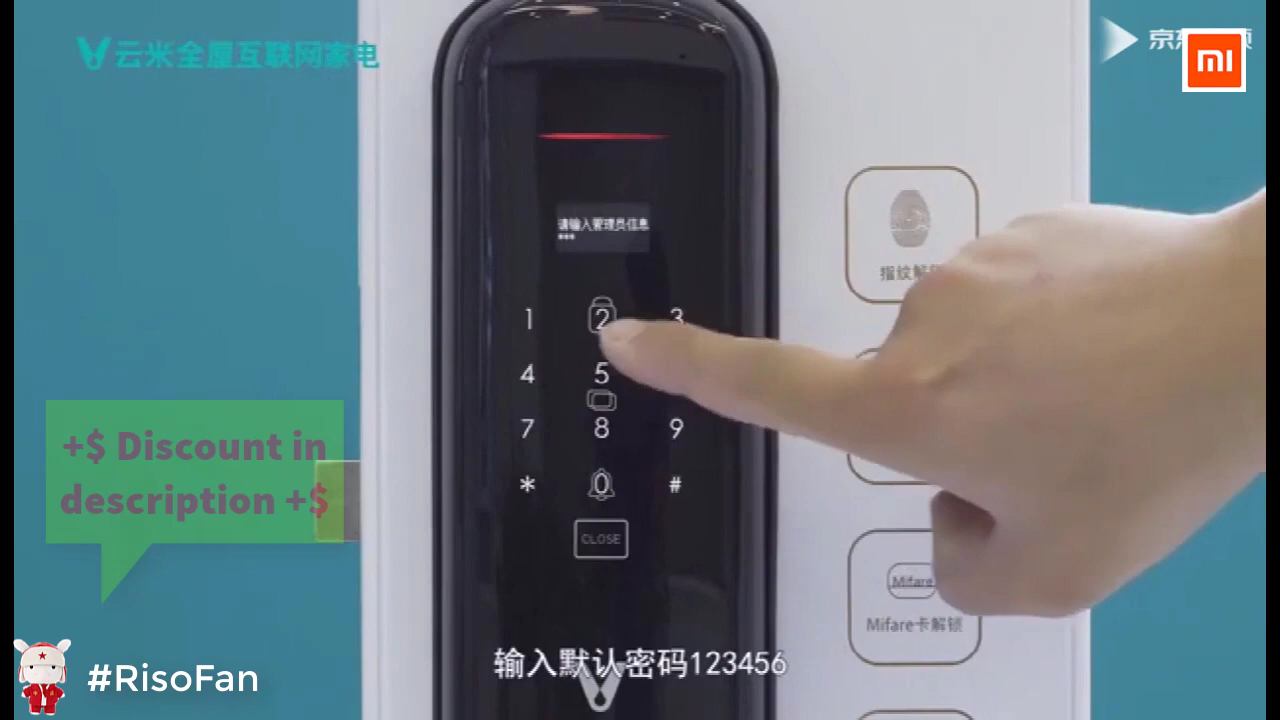 云米全屋互联网家电
京
mi
请输入管理员信息
***
1 2 3
4 5
7 8 9
* 0 #
CLOSE
指纹解
Mifare
Mifare卡解锁
+$ Discount in
description +$
输入默认密码123456
#RisoFan